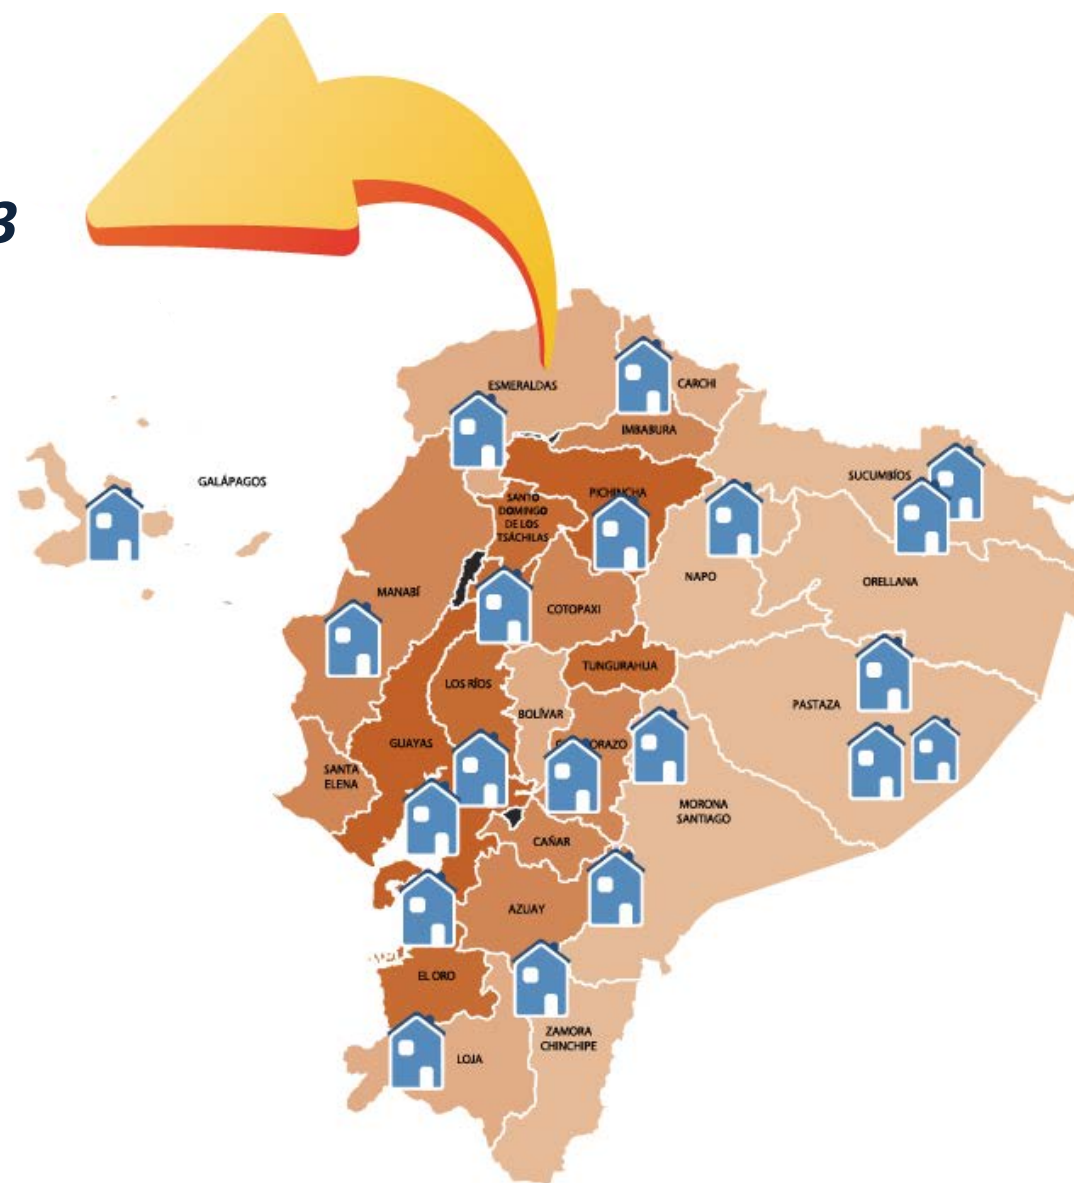 3
ESMERALDAS
CARCHI
IMBABURA
GALÁPAGOS
SUCUMBÍOS
PICHINCHA
SANTO
DOMINGO
DE LOS
TSÁCHILAS
NAPO
ORELLANA
MANABÍ
COTOPAXI
TUNGURAHUA
LOS RÍOS
PASTAZA
BOLÍVAR
GUAYAS
ORAZO
SANTA
ELENA
MORONA
SANTIAGO
CAÑAR
AZUAY
EL ORO
ZAMORA
CHINCHIPE
LOJA